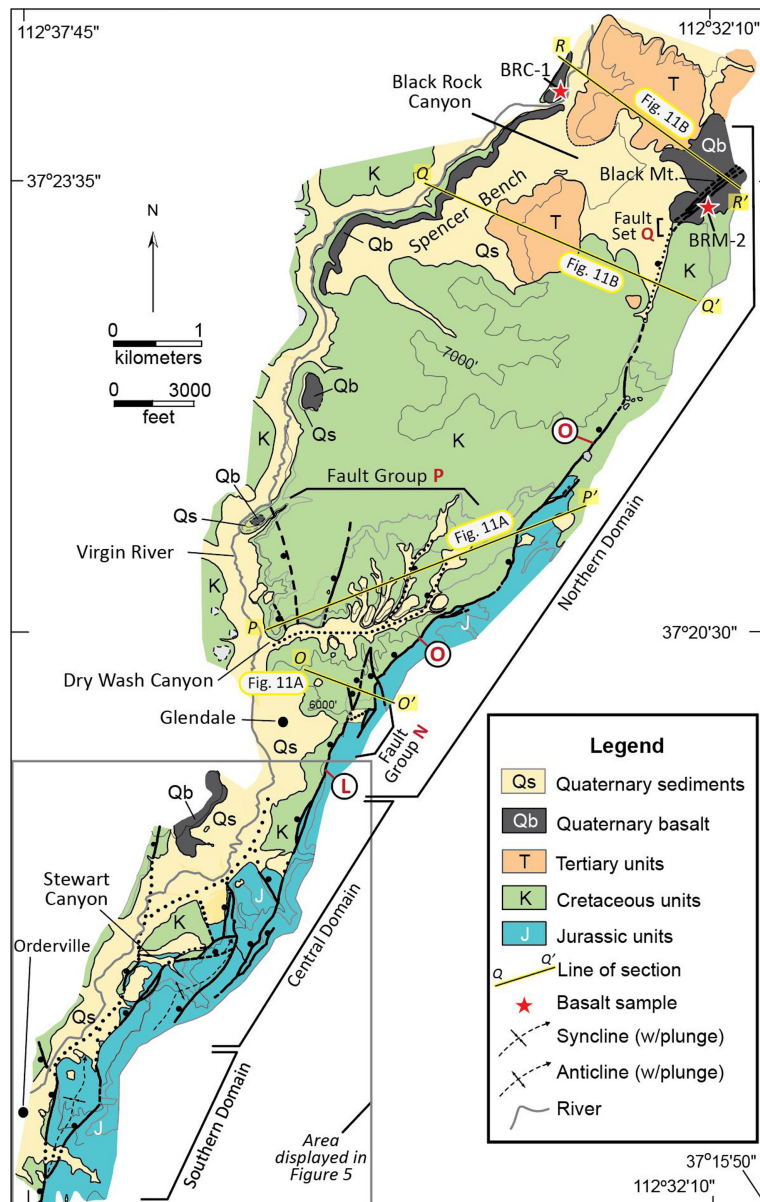 112°37'45"
112°32'10"
R
BRC-1
T
Black Rock
Canyon
Fig. 11B
Qb
K
Q
Black Mt.
37°23'35"
R'
Spencer Bench
N
T
Fault
Set Q
BRM-2
Qb
Qs
K
Fig. 11B
Q'
0 1
kilometers
0 3000
feet
7000'
Qb
Qs
K
K
O
Qb
Fault Group P
P'
Qs
Fig. 11A
Virgin River
Northern Domain
K
P
J
37°20'30"
O
O
Dry Wash Canyon
Fig. 11A
6000'
O'
Glendale
Fault
Group N
Qs
L
Qb
Qs
K
Stewart
Canyon
J
K
Central Domain
Orderville
Qs
Southern Domain
J
Area
displayed in
Figure 5
Legend
Qs Quaternary sediments
Qb Quaternary basalt
T Tertiary units
K Cretaceous units
J Jurassic units
Q Q' Line of section
Basalt sample
Syncline (w/plunge)
Anticline (w/plunge)
River
37°15'50"
112°32'10"